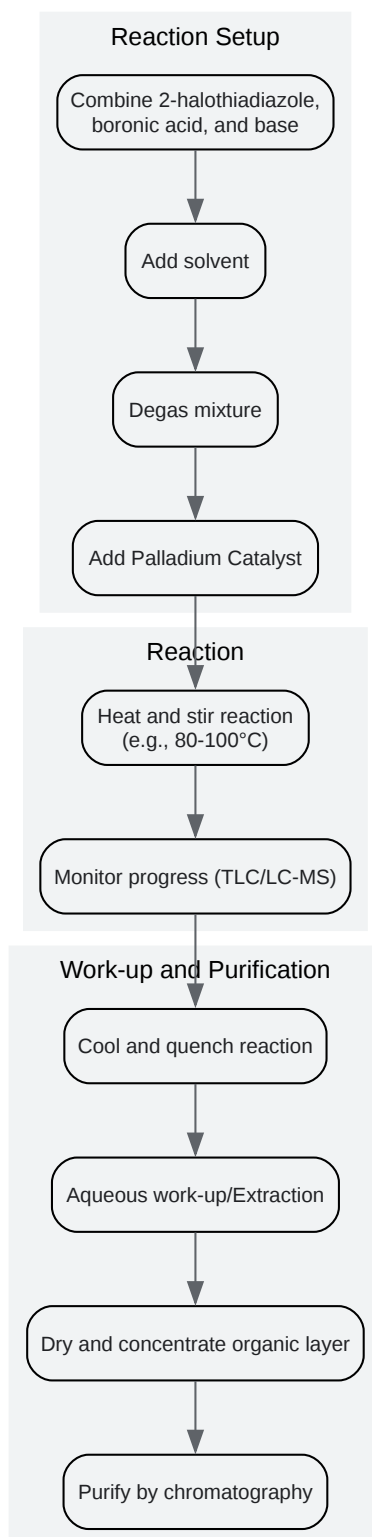 Reaction Setup
Combine 2-halothiadiazole,
boronic acid, and base
Add solvent
Degas mixture
Add Palladium Catalyst
Reaction
Heat and stir reaction
(e.g., 80-100°C)
Monitor progress (TLC/LC-MS)
Work-up and Purification
Cool and quench reaction
Aqueous work-up/Extraction
Dry and concentrate organic layer
Purify by chromatography